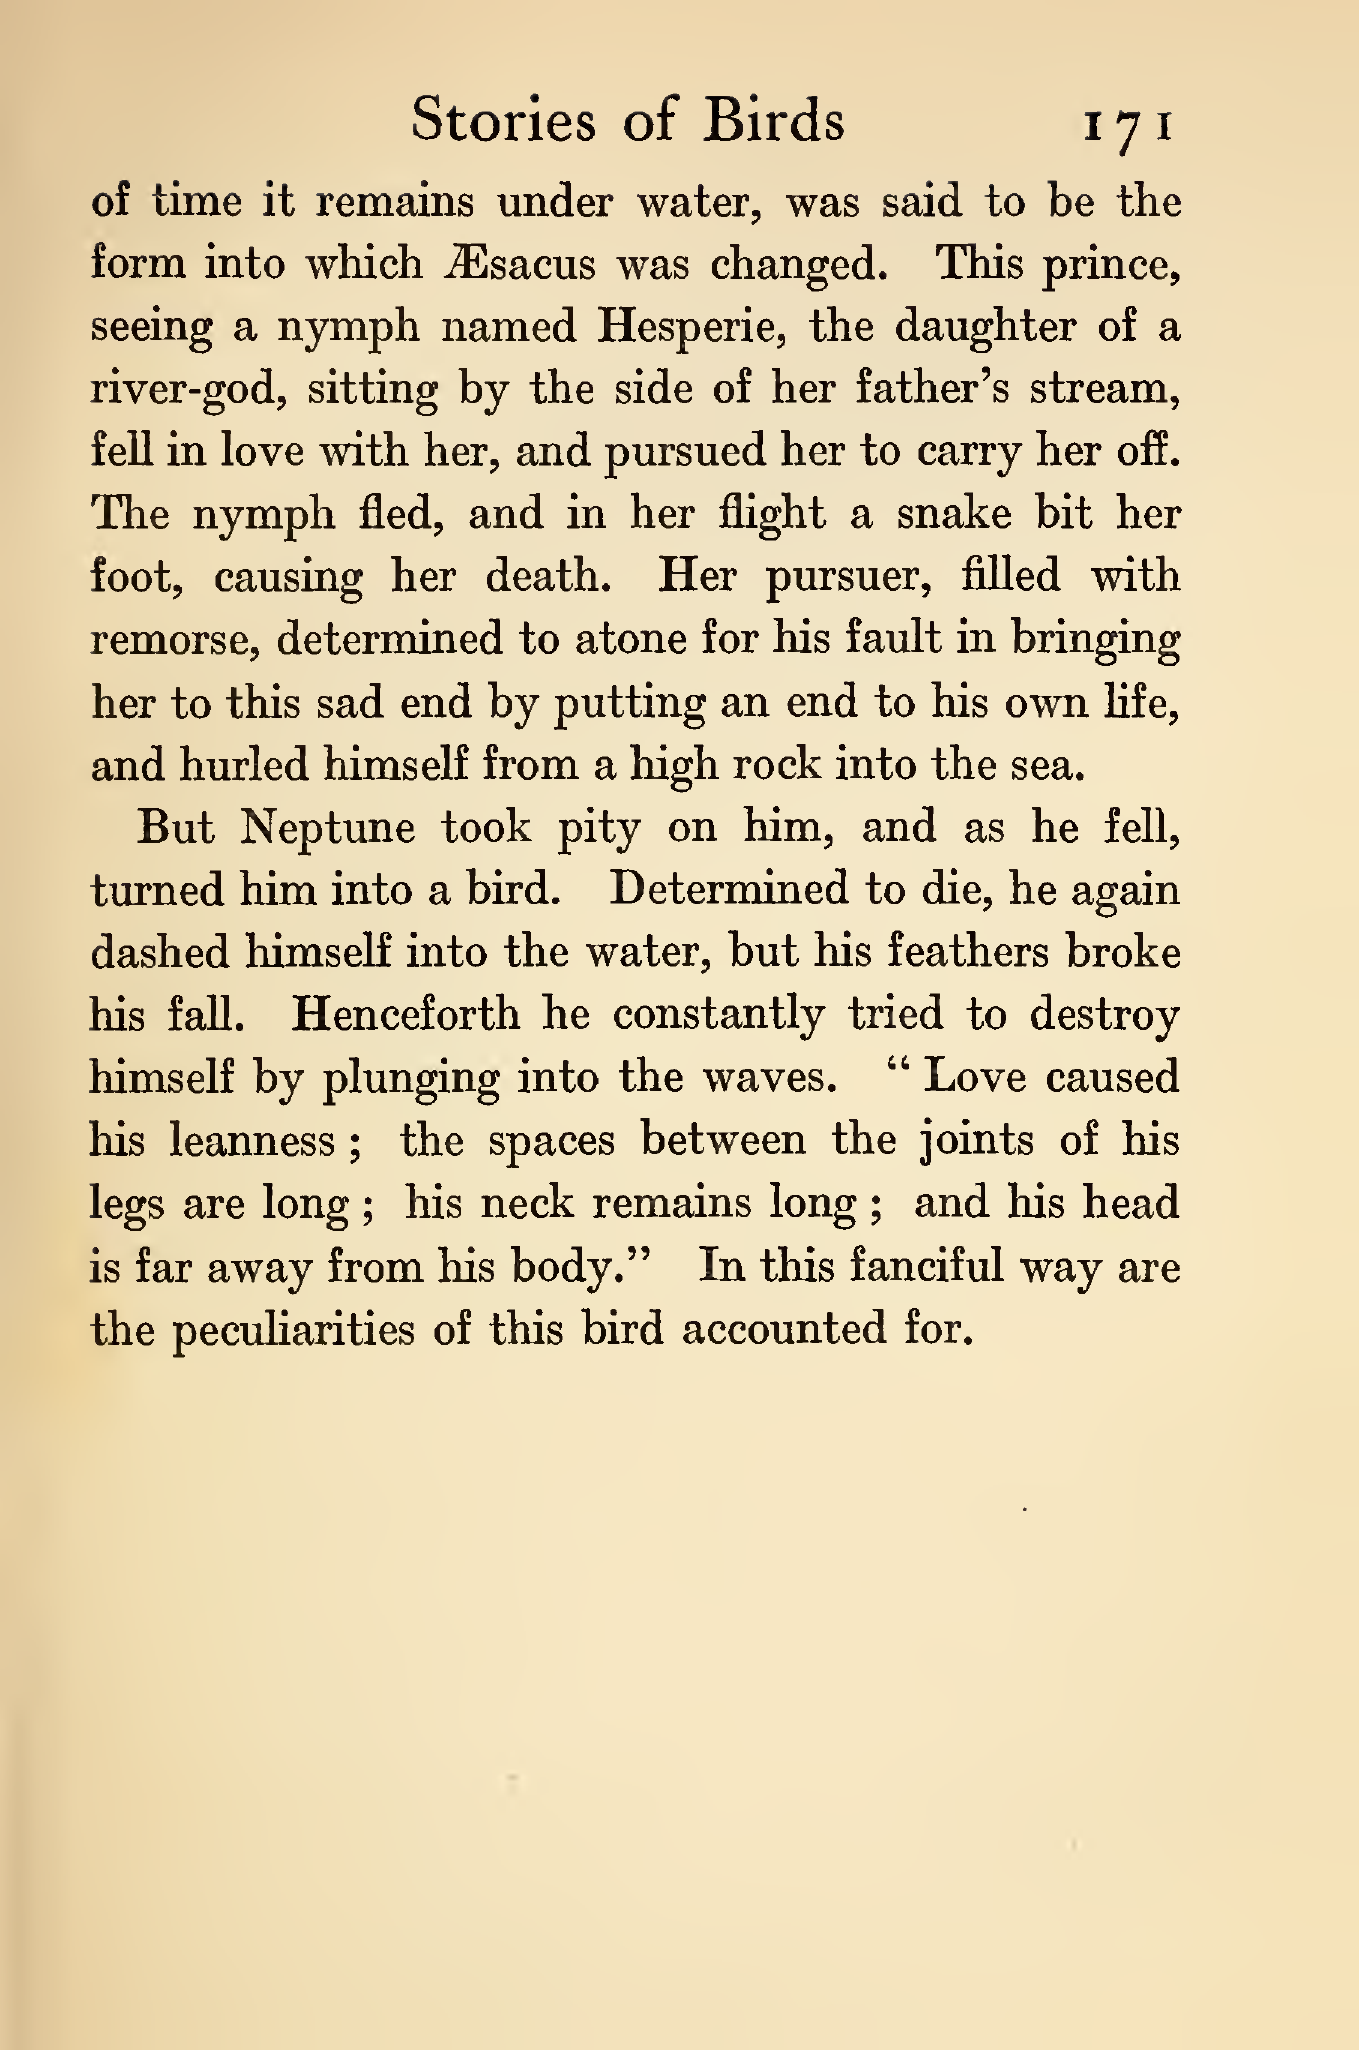 Stories of Birds 171
of time it remains under water, was said to be the
form into which Æsacus was changed. This prince,
seeing a nymph named Hesperie, the daughter of a
river-god, sitting by the side of her father’s stream,
fell in love with her, and pursued her to carry her off.
The nymph fled, and in her flight a snake bit her
foot, causing her death. Her pursuer, filled with
remorse, determined to atone for his fault in bringing
her to this sad end by putting an end to his own life,
and hurled himself from a high rock into the sea.
But Neptune took pity on him, and as he fell,
turned him into a bird. Determined to die, he again
dashed himself into the water, but his feathers broke
his fall. Henceforth he constantly tried to destroy
himself by plunging into the waves. “ Love caused
his leanness ; the spaces between the joints of his
legs are long ; his neck remains long ; and his head
is far away from his body.” In this fanciful way are
the peculiarities of this bird accounted for.